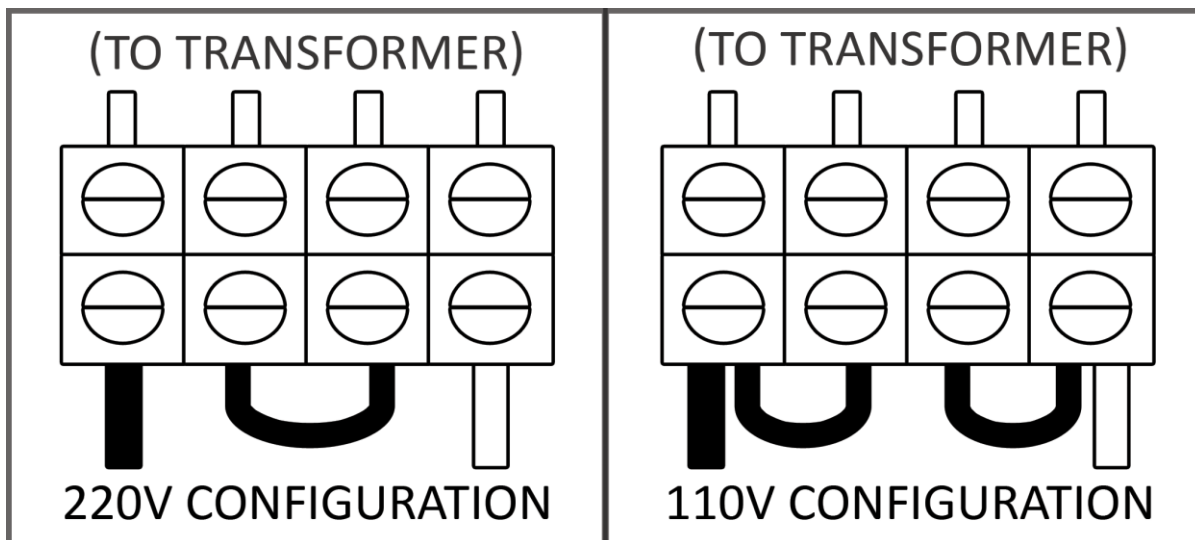 (TO TRANSFORMER)
220V CONFIGURATION
(TO TRANSFORMER)
110V CONFIGURATION